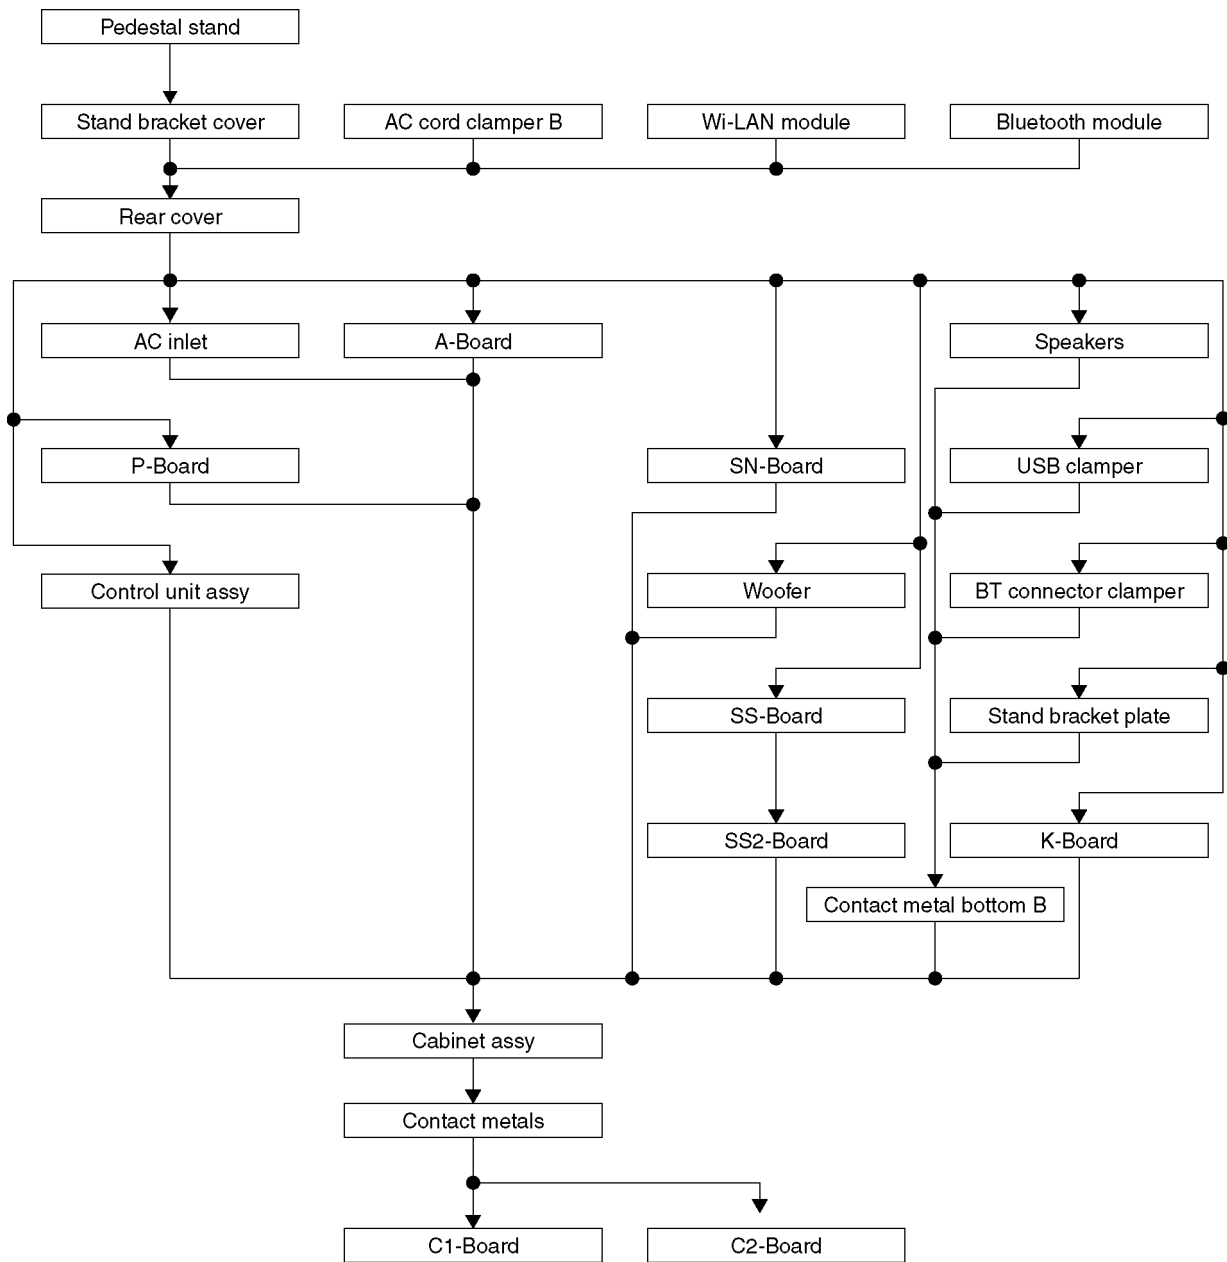 Pedestal stand
Stand bracket cover
AC cord clamper B
Wi-LAN module
Bluetooth module
Rear cover
AC inlet
A-Board
Speakers
P-Board
SN-Board
USB clamper
Control unit assy
Woofer
BT connector clamper
SS-Board
Stand bracket plate
SS2-Board
K-Board
Contact metal bottom B
Cabinet assy
Contact metals
C1-Board
C2-Board